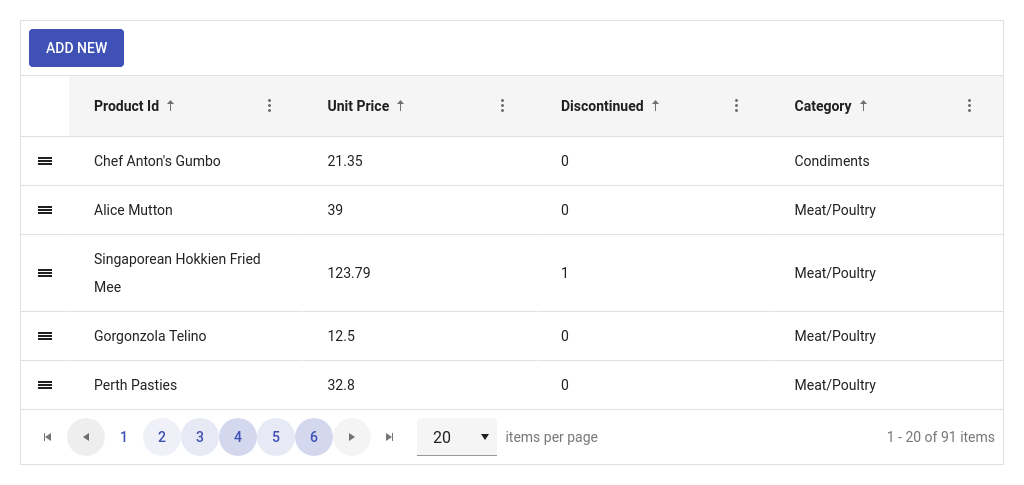 ADD NEW
Product Id Unit Price Discontinued Category
Chef Anton's Gumbo 21.35 0 Condiments
Alice Mutton 39 0 Meat/Poultry
Singaporean Hokkien Fried
Mee 123.79 1 Meat/Poultry
Gorgonzola Telino 12.5 0 Meat/Poultry
Perth Pasties 32.8 0 Meat/Poultry
1 2 3 4 5 6 20 items per page 1 - 20 of 91 items